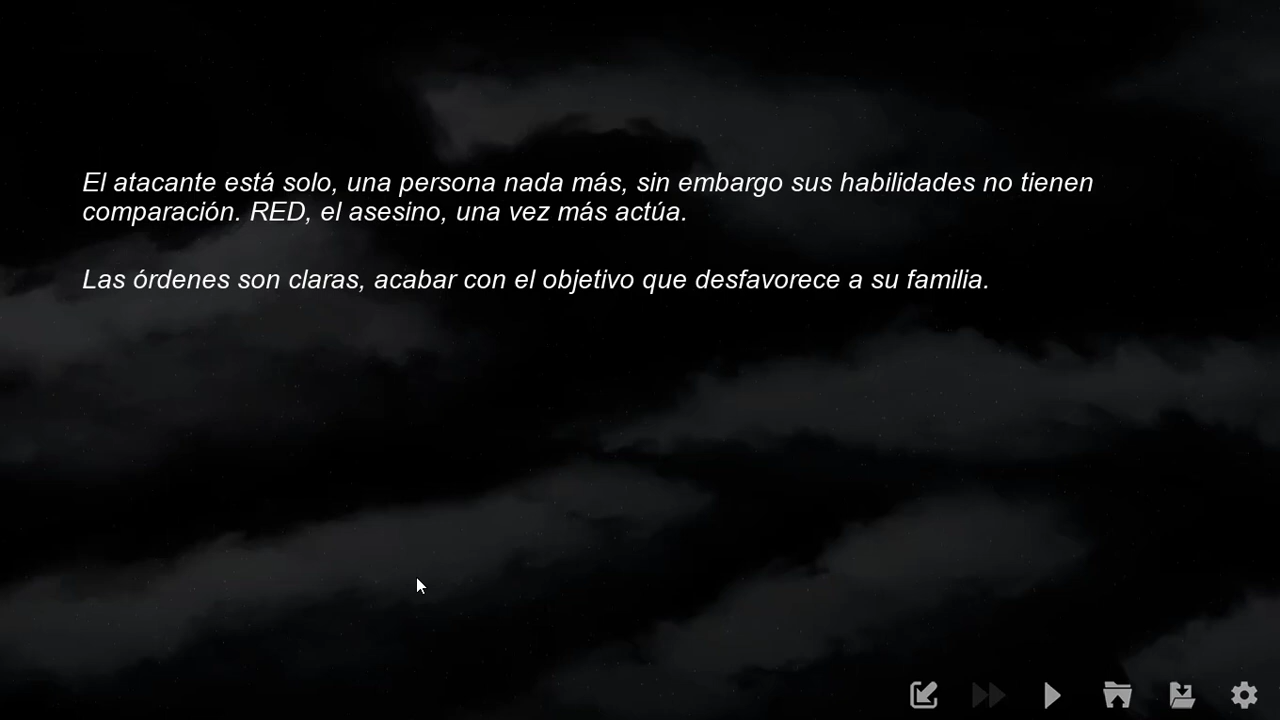 El atacante está solo, una persona nada más, sin embargo sus habilidades no tienen
comparación. RED, el asesino, una vez más actúa.
Las órdenes son claras, acabar con el objetivo que desfavorece a su familia.